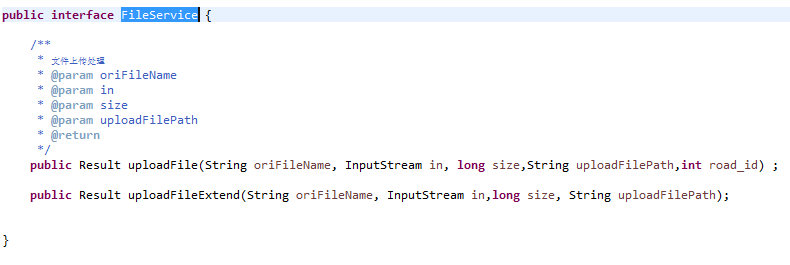 public interface FileService {
/**
* 文件上传处理
* @param oriFileName
* @param in
* @param size
* @param uploadFilePath
* @return
*/
public Result uploadFile(String oriFileName, InputStream in, long size,String uploadFilePath,int road_id) ;
public Result uploadFileExtend(String oriFileName, InputStream in,long size, String uploadFilePath);
}